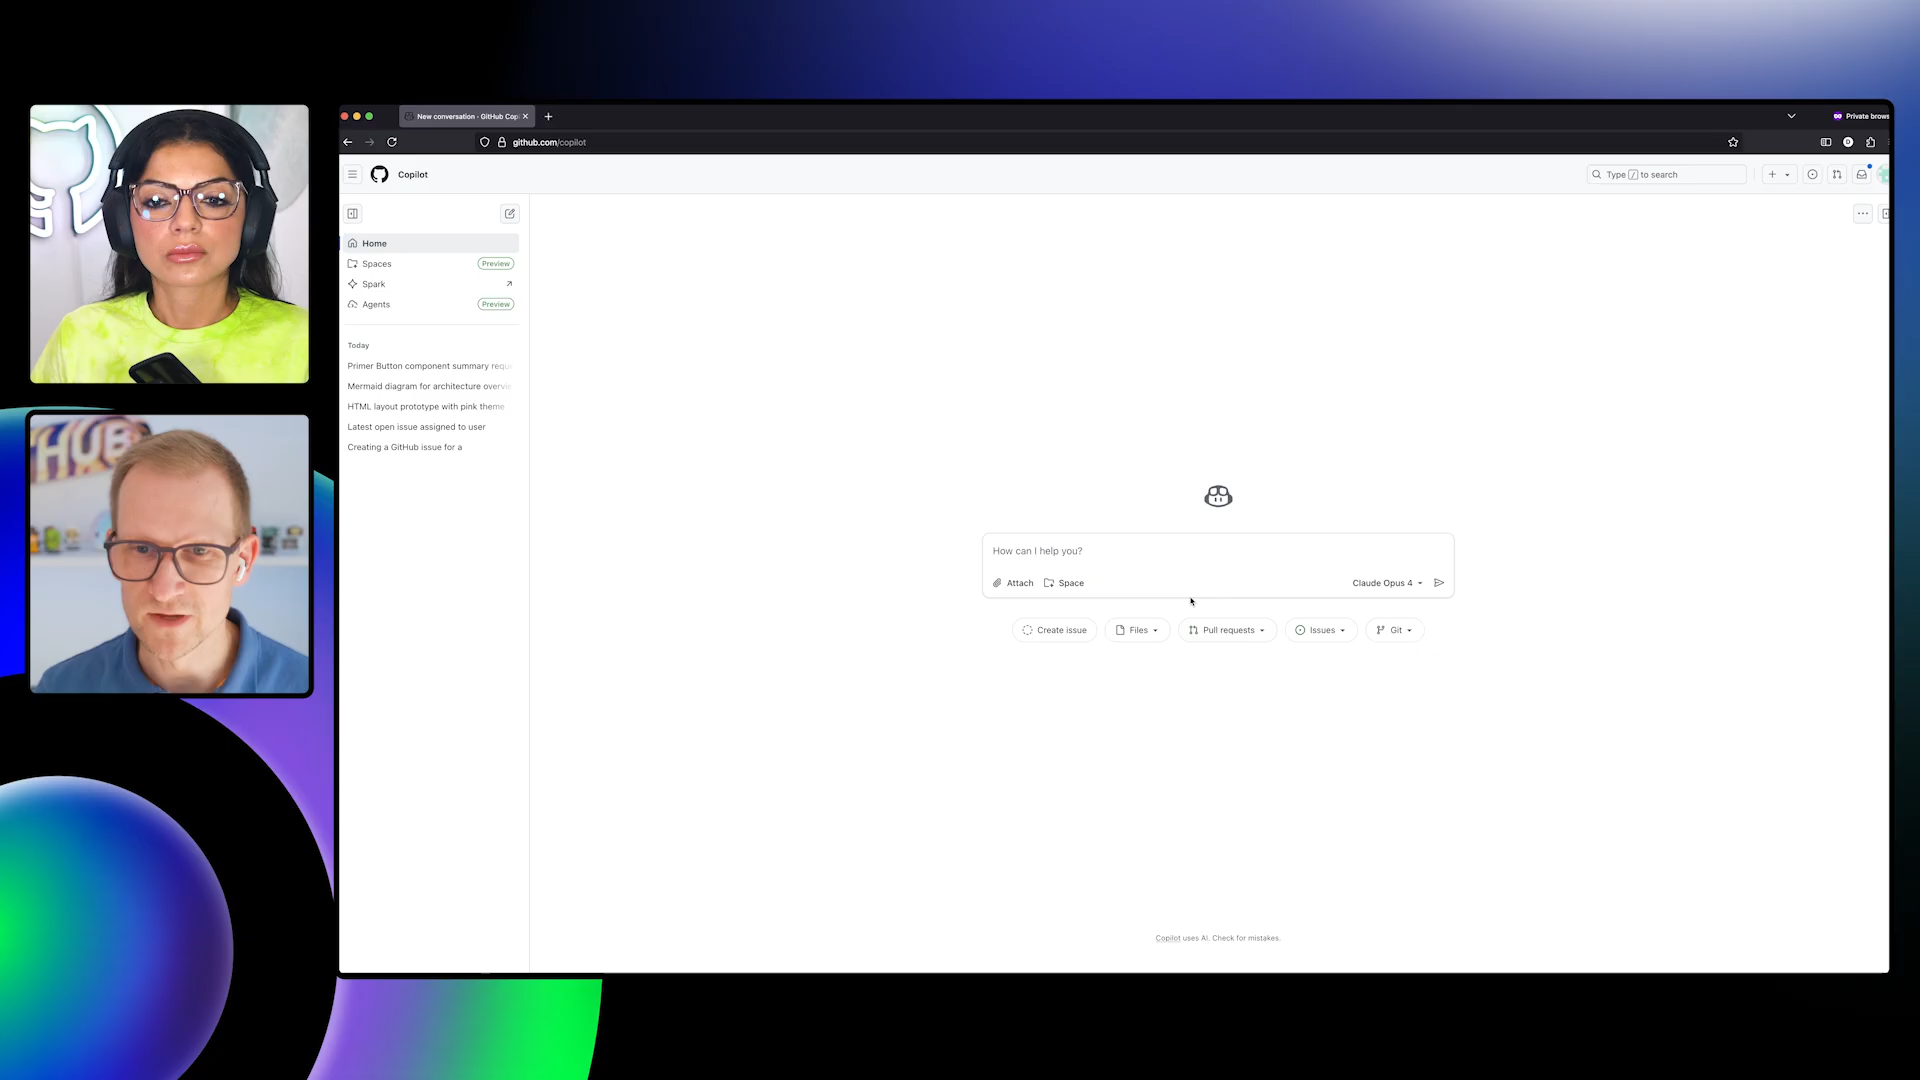 New conversation · GitHub Cop
Private brows
github.com/copilot
Copilot
Type / to search
Home
Spaces
Preview
Spark
Agents
Preview
Today
Primer Button component summary requ
Mermaid diagram for architecture overvie
HTML layout prototype with pink theme
Latest open issue assigned to user
Creating a GitHub issue for a
How can I help you?
Attach
Space
Claude Opus 4
Create issue
Files
Pull requests
Issues
Git
Copilot uses AI. Check for mistakes.
THUB